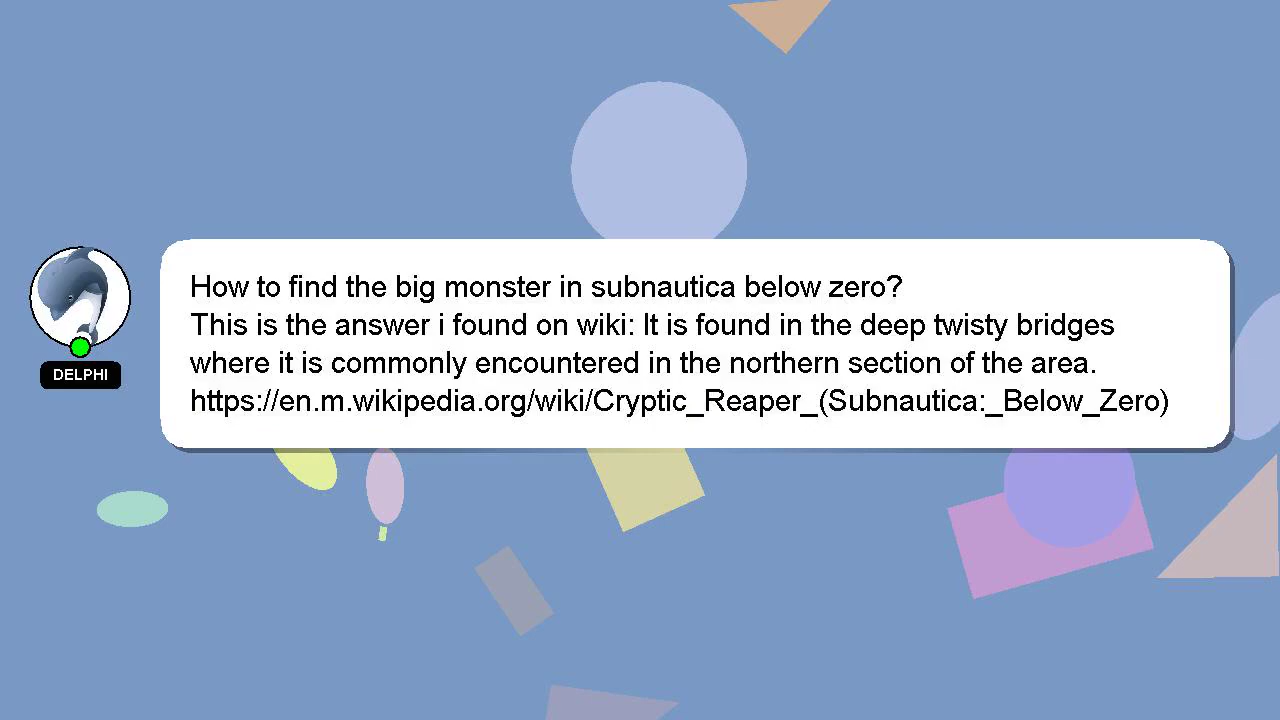 How to find the big monster in subnautica below zero?
This is the answer i found on wiki: It is found in the deep twisty bridges
where it is commonly encountered in the northern section of the area.
https://en.m.wikipedia.org/wiki/Cryptic_Reaper_(Subnautica:_Below_Zero)
DELPHI